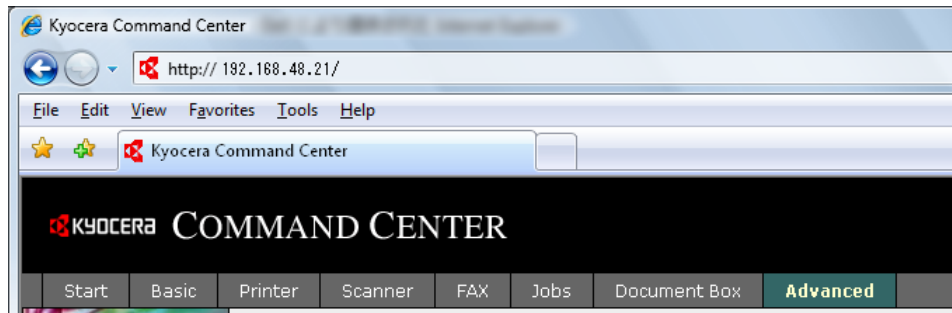 Kyocera Command Center
http:// 192.168.48.21/
File Edit View Favorites Tools Help
Kyocera Command Center
KYOCERA COMMAND CENTER
Start Basic Printer Scanner FAX Jobs Document Box Advanced